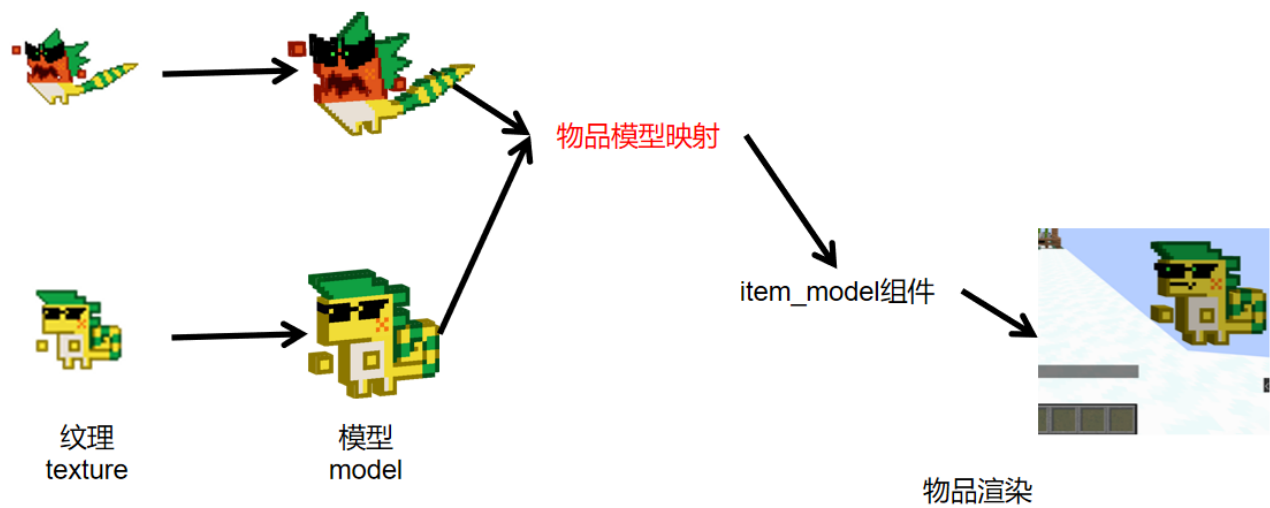 物品模型映射
item_model组件
纹理
texture
模型
model
物品渲染